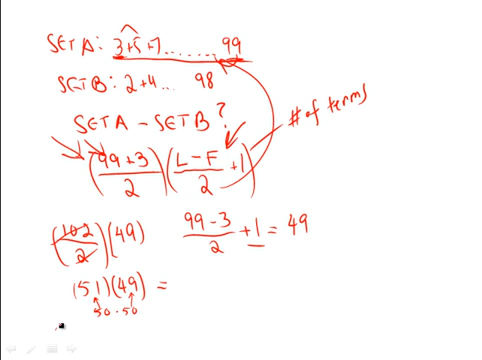 SET A: 3+5+7 ........ 99
SET B: 2+4... 98
SET A - SET B?
# of terms
(99+3/2)(L-F/2 +1)
(102/2)(49) 99-3/2 + 1 = 49
(51)(49) =
50 · 50